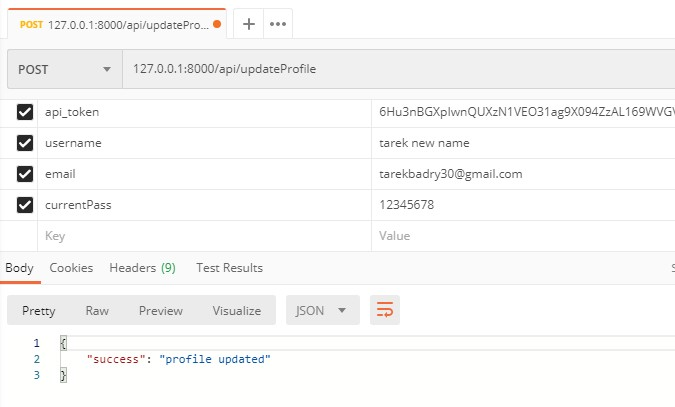 POST 127.0.0.1:8000/api/updatePro...
POST 127.0.0.1:8000/api/updateProfile
api_token 6Hu3nBGXpIwnQUXzN1VEO31ag9X094ZzAL169WVGV
username tarek new name
email tarekbadry30@gmail.com
currentPass 12345678
Key Value
Body Cookies Headers (9) Test Results
Pretty Raw Preview Visualize JSON
1 {
2 "success": "profile updated"
3 }